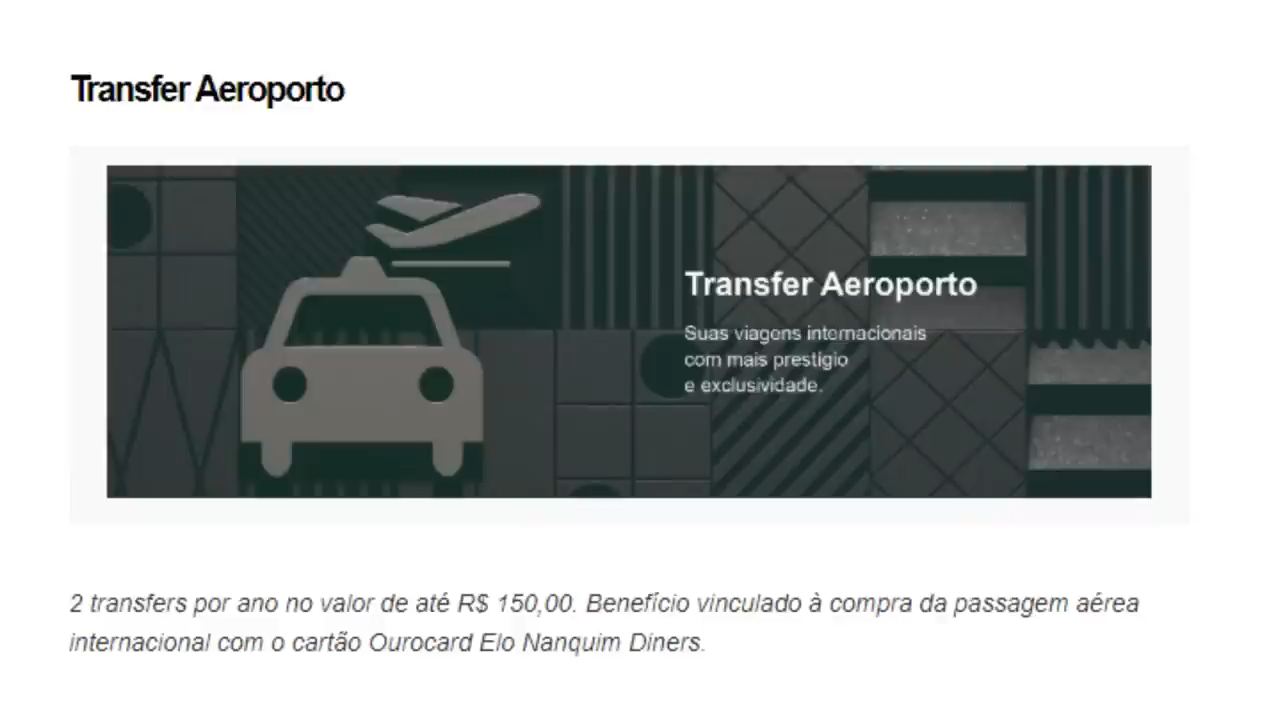 Transfer Aeroporto
Transfer Aeroporto
Suas viagens internacionais
com mais prestigio
e exclusividade.
2 transfers por ano no valor de até R$ 150,00. Benefício vinculado à compra da passagem aérea
internacional com o cartão Ourocard Elo Nanquim Diners.